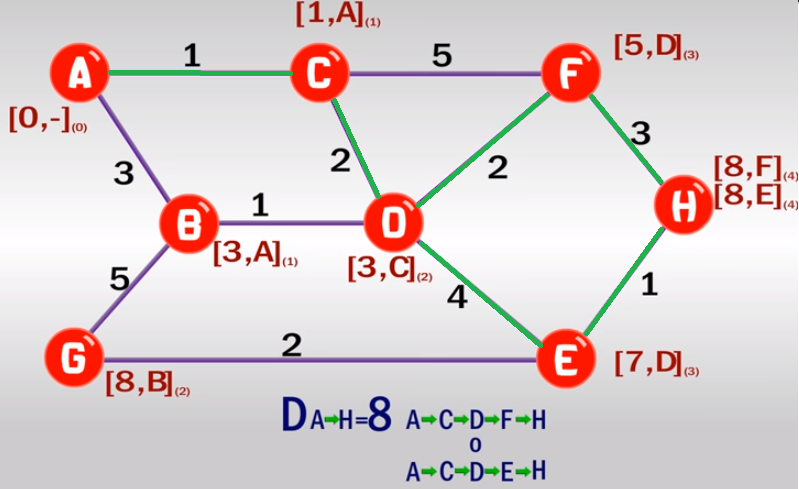 [1,A](1)
A
1
C
5
F
[5,D](3)
[0,-](0)
3
2
2
3
[8,F](4)
[8,E](4)
H
B
1
D
[3,A](1)
[3,C](2)
5
4
1
G
2
E
[7,D](3)
[8,B](2)
D A→H=8 A→C→D→F→H
o
A→C→D→E→H